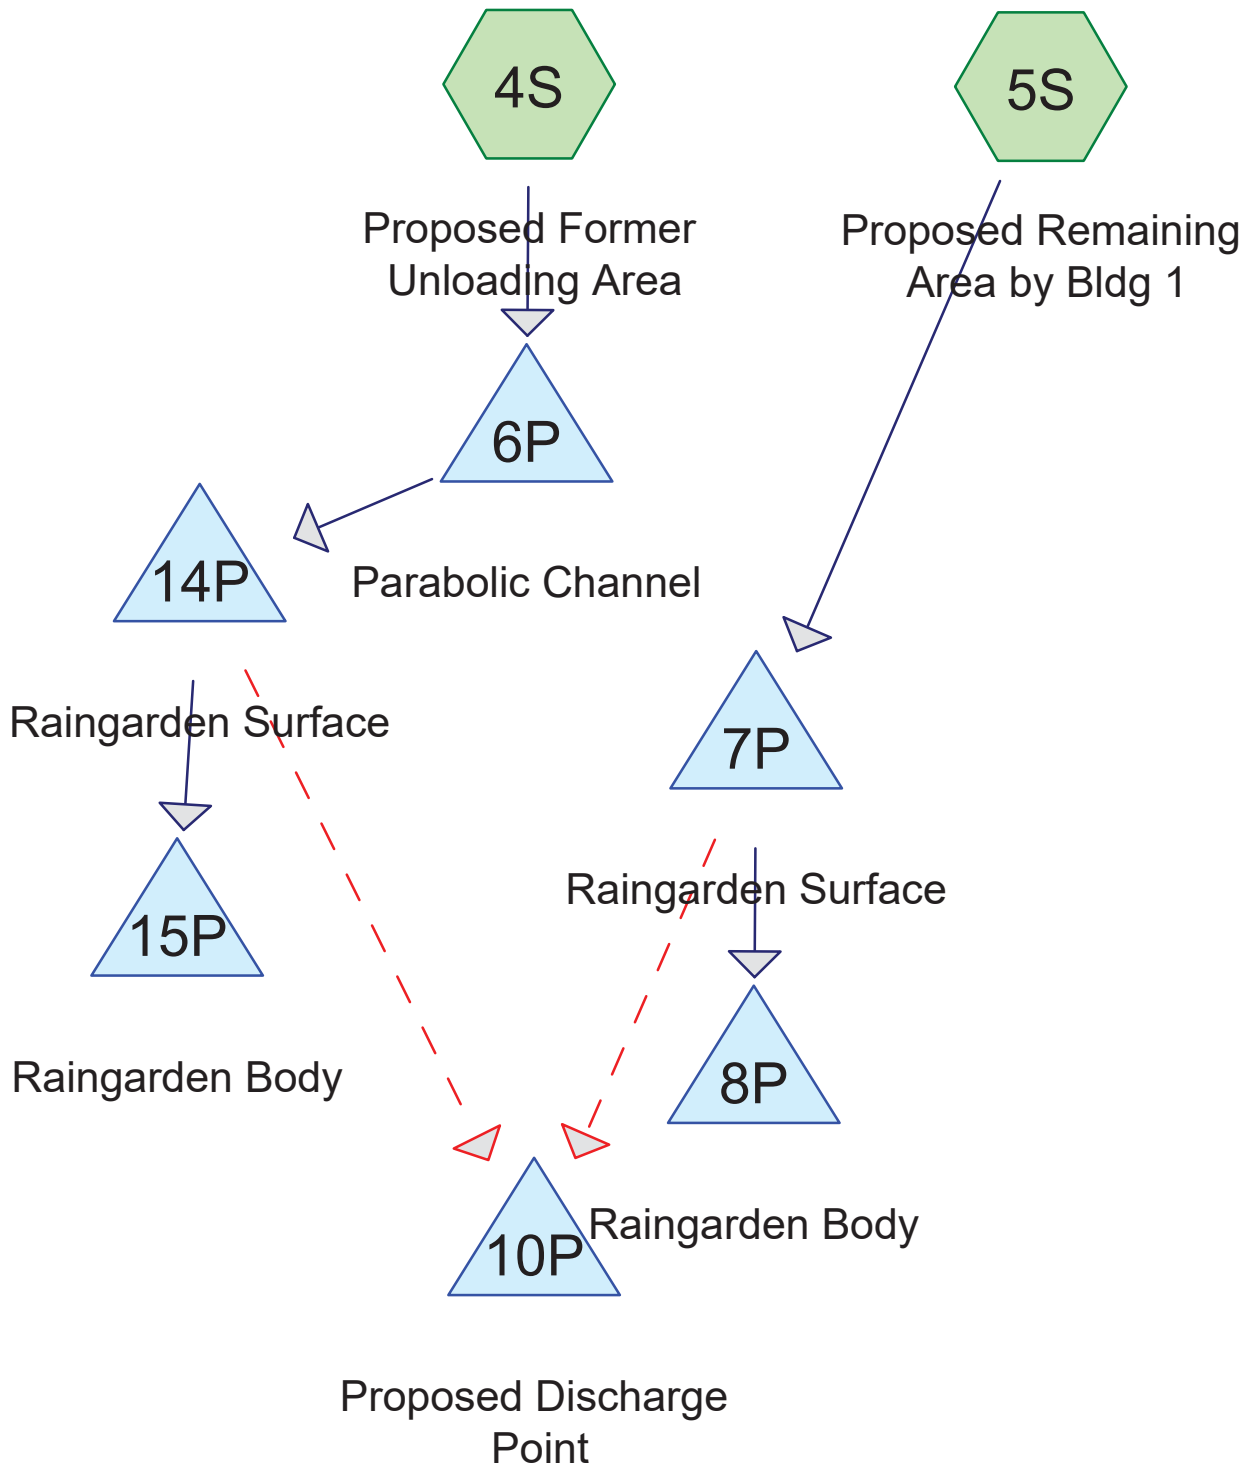 4S
5S
Proposed Former
Unloading Area
Proposed Remaining
Area by Bldg 1
6P
14P
Parabolic Channel
Raingarden Surface
7P
Raingarden Surface
15P
Raingarden Body
8P
Raingarden Body
10P
Proposed Discharge
Point